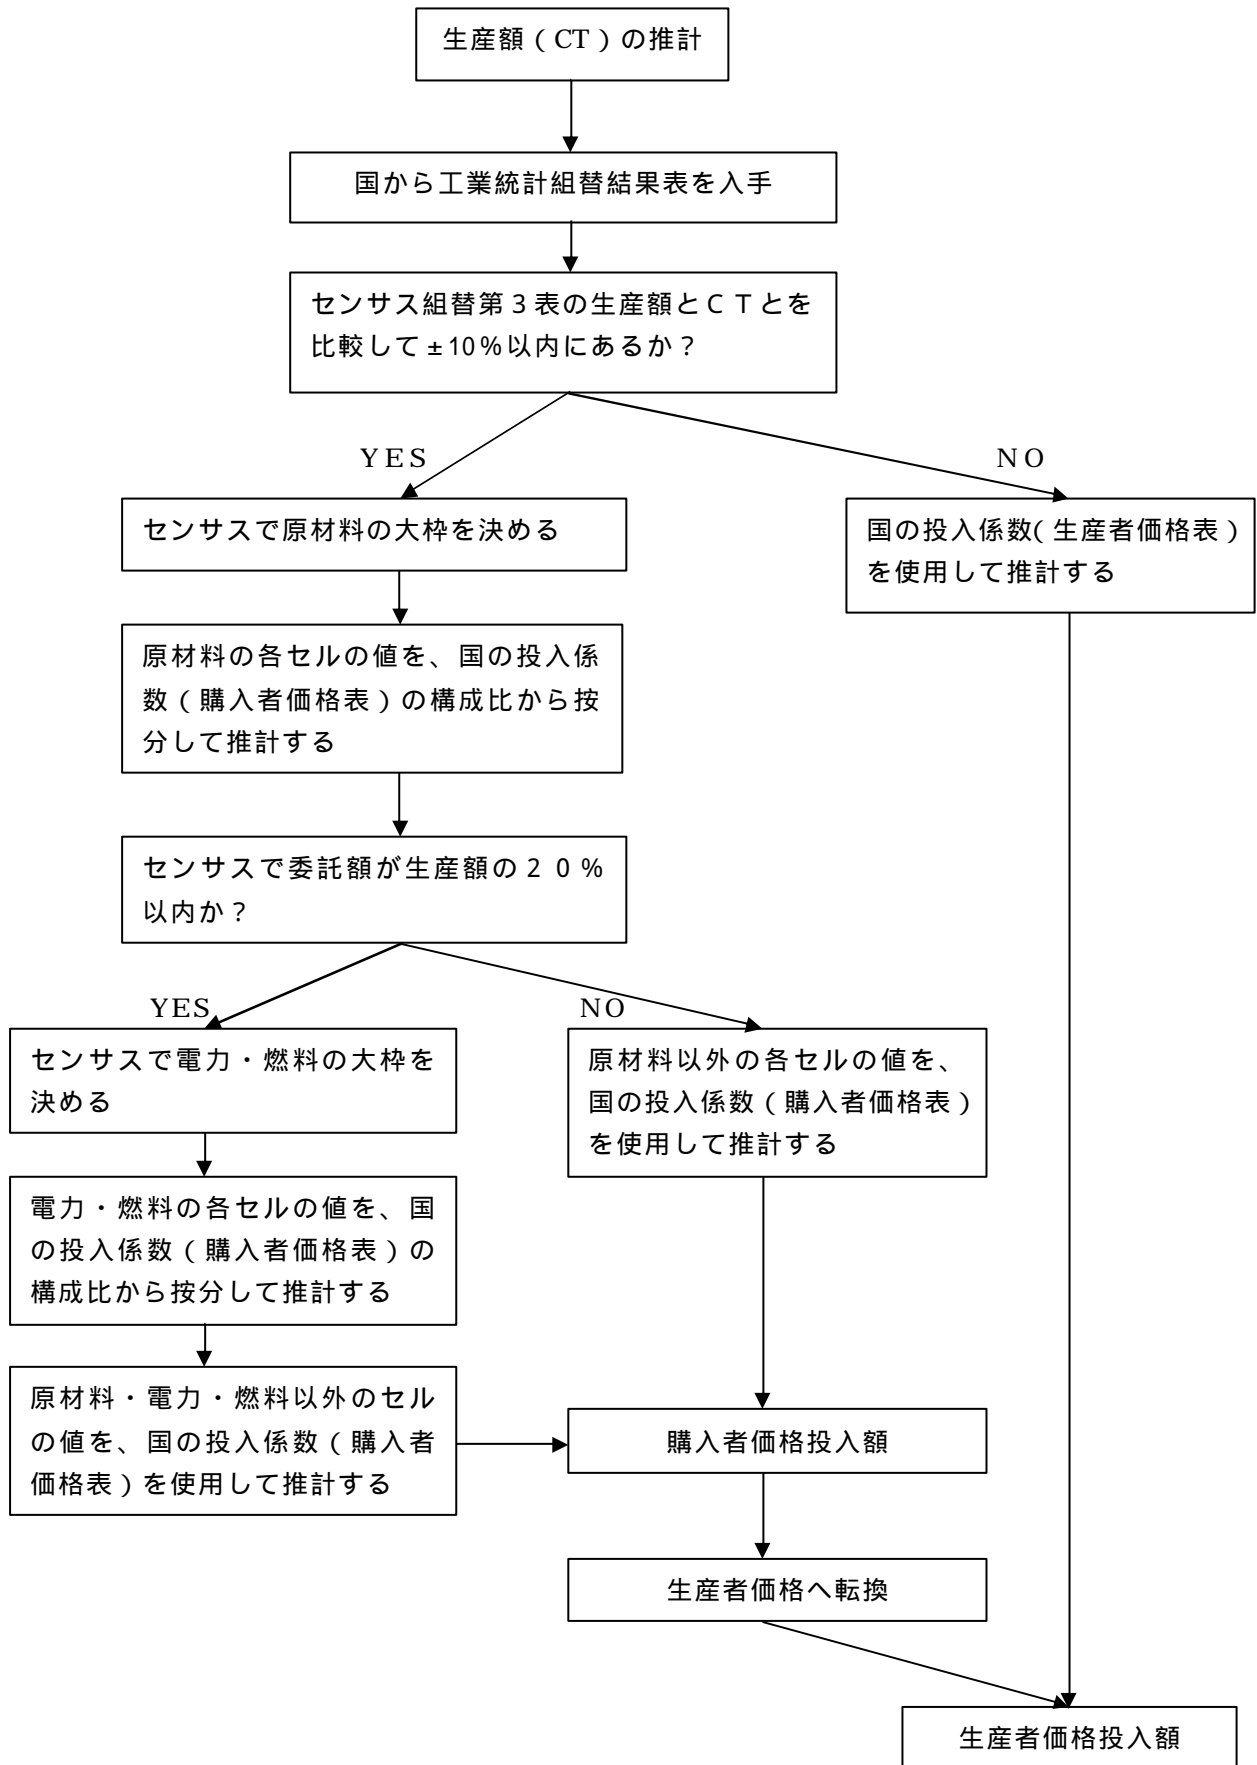 生産額（CT）の推計
国から工業統計組替結果表を入手
センサス組替第３表の生産額とＣＴとを
比較して±10％以内にあるか？
YES
NO
センサスで原材料の大枠を決める
国の投入係数（生産者価格表）
を使用して推計する
原材料の各セルの値を、国の投入係
数（購入者価格表）の構成比から按
分して推計する
センサスで委託額が生産額の２０％
以内か？
YES
NO
センサスで電力・燃料の大枠を
決める
原材料以外の各セルの値を、
国の投入係数（購入者価格表）
を使用して推計する
電力・燃料の各セルの値を、国
の投入係数（購入者価格表）の
構成比から按分して推計する
原材料・電力・燃料以外のセル
の値を、国の投入係数（購入者
価格表）を使用して推計する
購入者価格投入額
生産者価格へ転換
生産者価格投入額